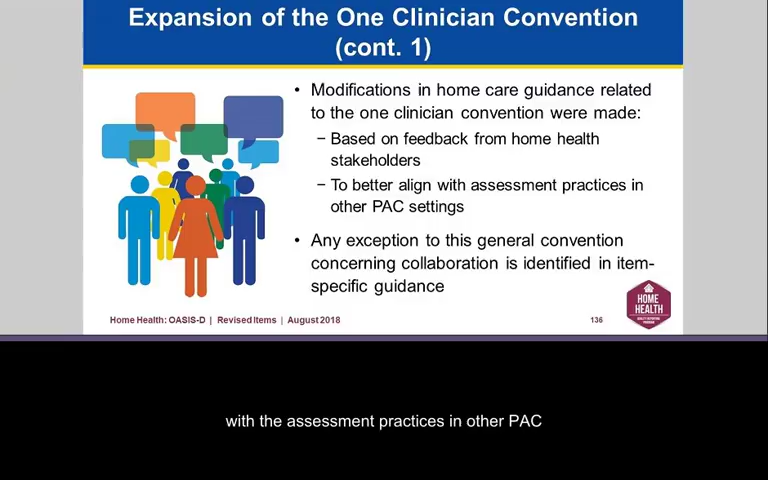 Expansion of the One Clinician Convention
(cont. 1)
• Modifications in home care guidance related
to the one clinician convention were made:
− Based on feedback from home health
stakeholders
− To better align with assessment practices in
other PAC settings
• Any exception to this general convention
concerning collaboration is identified in item-
specific guidance
Home Health: OASIS-D | Revised Items | August 2018
136
HOME
HEALTH
with the assessment practices in other PAC